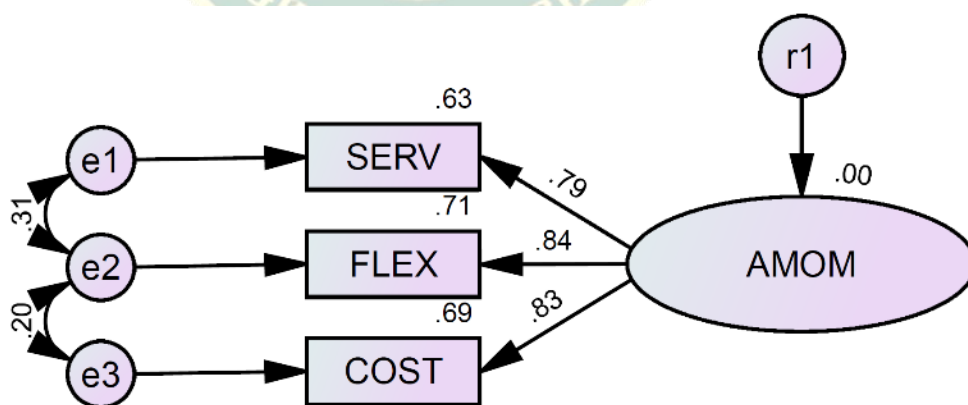 r1
.63
e1
SERV
.00
.79
.31
.71
e2
FLEX
.84
AMOM
.20
.69
.83
e3
COST